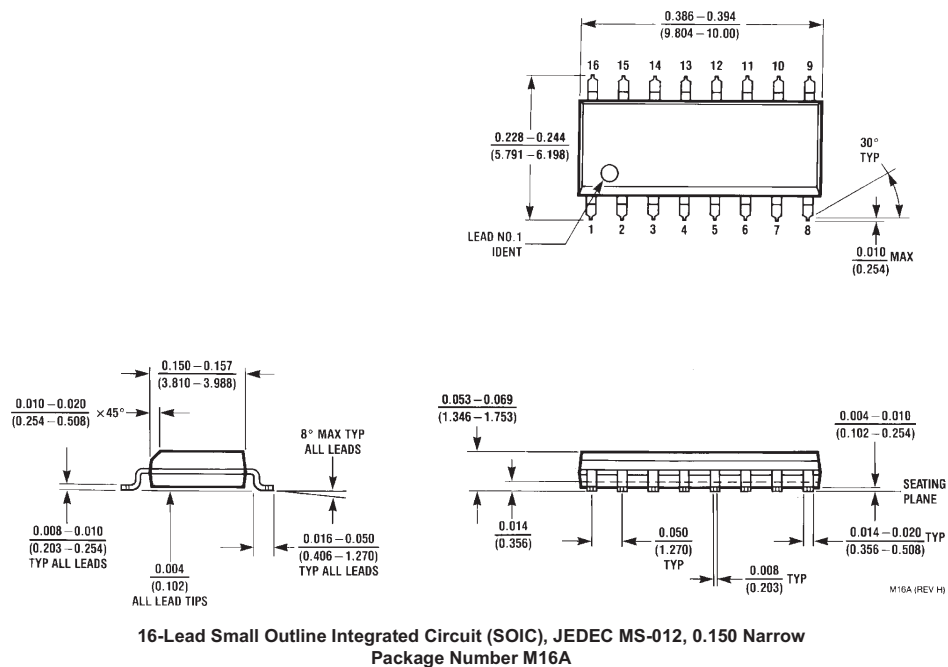 0.386 – 0.394
(9.804 – 10.00)
16 15 14 13 12 11 10 9
0.228 – 0.244
(5.791 – 6.198)
30°
TYP
LEAD NO.1
IDENT
1 2 3 4 5 6 7 8
0.010 MAX
(0.254)
0.150 – 0.157
(3.810 – 3.988)
0.010 – 0.020
(0.254 – 0.508)
×45°
8° MAX TYP
ALL LEADS
0.008 – 0.010
(0.203 – 0.254)
TYP ALL LEADS
0.004
(0.102)
ALL LEAD TIPS
0.016 – 0.050
(0.406 – 1.270)
TYP ALL LEADS
0.053 – 0.069
(1.346 – 1.753)
0.004 – 0.010
(0.102 – 0.254)
SEATING
PLANE
0.014
(0.356)
0.050
(1.270)
TYP
0.014 – 0.020 TYP
(0.356 – 0.508)
0.008 TYP
(0.203)
M16A (REV H)
16-Lead Small Outline Integrated Circuit (SOIC), JEDEC MS-012, 0.150 Narrow
Package Number M16A